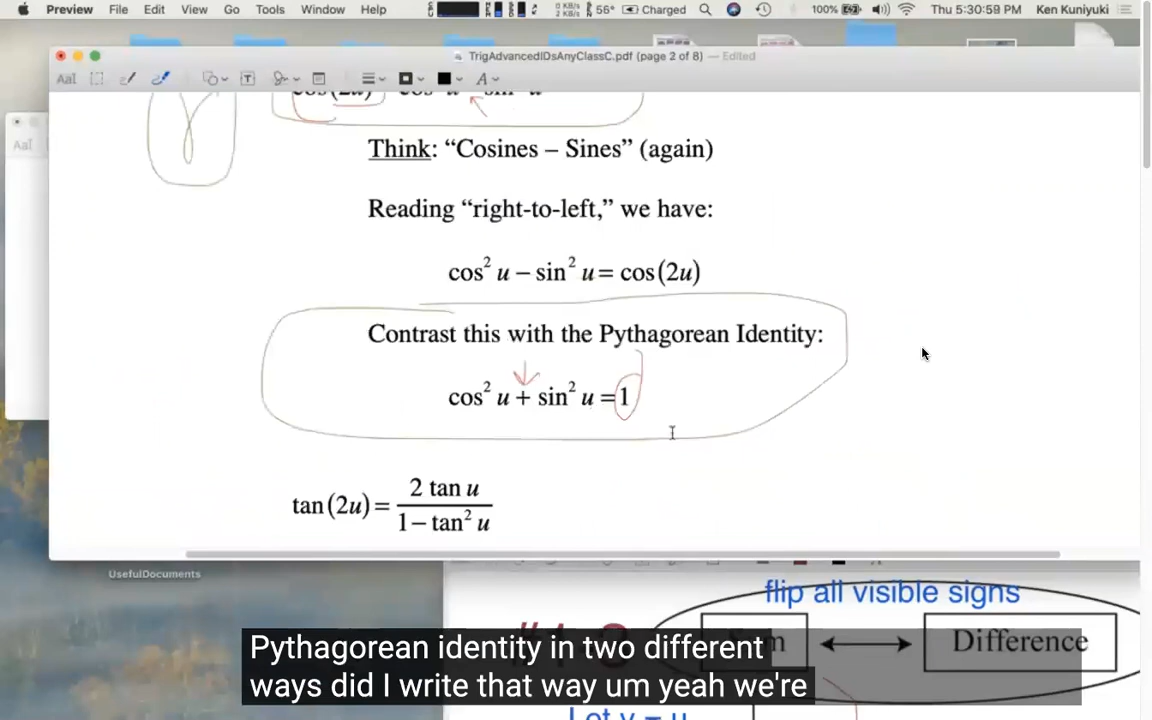 Preview File Edit View Go Tools Window Help 56° Charged 100% Thu 5:30:59 PM Ken Kuniyuki
TrigAdvancedIDsAnyClassC.pdf (page 2 of 8) — Edited
Think: “Cosines – Sines” (again)
Reading “right-to-left,” we have:
cos² u – sin² u = cos(2u)
Contrast this with the Pythagorean Identity:
cos² u + sin² u = 1
tan(2u) = 2 tan u / 1 – tan² u
UsefulDocuments
flip all visible signs
Difference
Pythagorean identity in two different
ways did I write that way um yeah we're